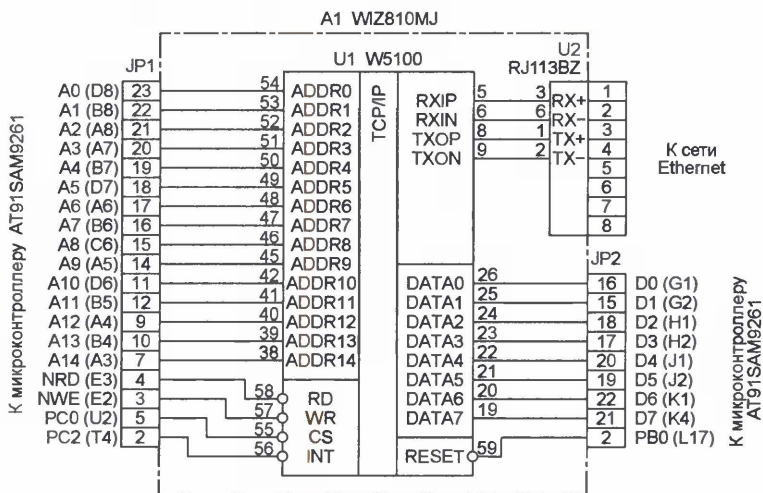 A1 WIZ810MJ
U1 W5100
U2
RJ113BZ
JP1
К микроконтроллеру AT91SAM9261
A0 (D8) 23 54 ADDR0
A1 (B8) 22 53 ADDR1
A2 (A8) 21 52 ADDR2
A3 (A7) 20 51 ADDR3
A4 (B7) 19 50 ADDR4
A5 (D7) 18 49 ADDR5
A6 (A6) 17 48 ADDR6
A7 (B6) 16 47 ADDR7
A8 (C6) 15 46 ADDR8
A9 (A5) 14 45 ADDR9
A10 (D6) 11 42 ADDR10
A11 (B5) 12 41 ADDR11
A12 (A4) 9 40 ADDR12
A13 (B4) 10 39 ADDR13
A14 (A3) 7 38 ADDR14
NRD (E3) 4 58 RD
NWE (E2) 3 57 WR
PC0 (U2) 5 55 CS
PC2 (T4) 2 56 INT
TCP/IP
RXIP 5 3 RX+
RXIN 6 6 RX−
TXOP 8 1 TX+
TXON 9 2 TX−
1
2
3
4
5
6
7
8
К сети
Ethernet
JP2
DATA0 26 16 D0 (G1)
DATA1 25 15 D1 (G2)
DATA2 24 18 D2 (H1)
DATA3 23 17 D3 (H2)
DATA4 22 20 D4 (J1)
DATA5 21 19 D5 (J2)
DATA6 20 22 D6 (K1)
DATA7 19 21 D7 (K4)
RESET 59 2 PB0 (L17)
К микроконтроллеру
AT91SAM9261